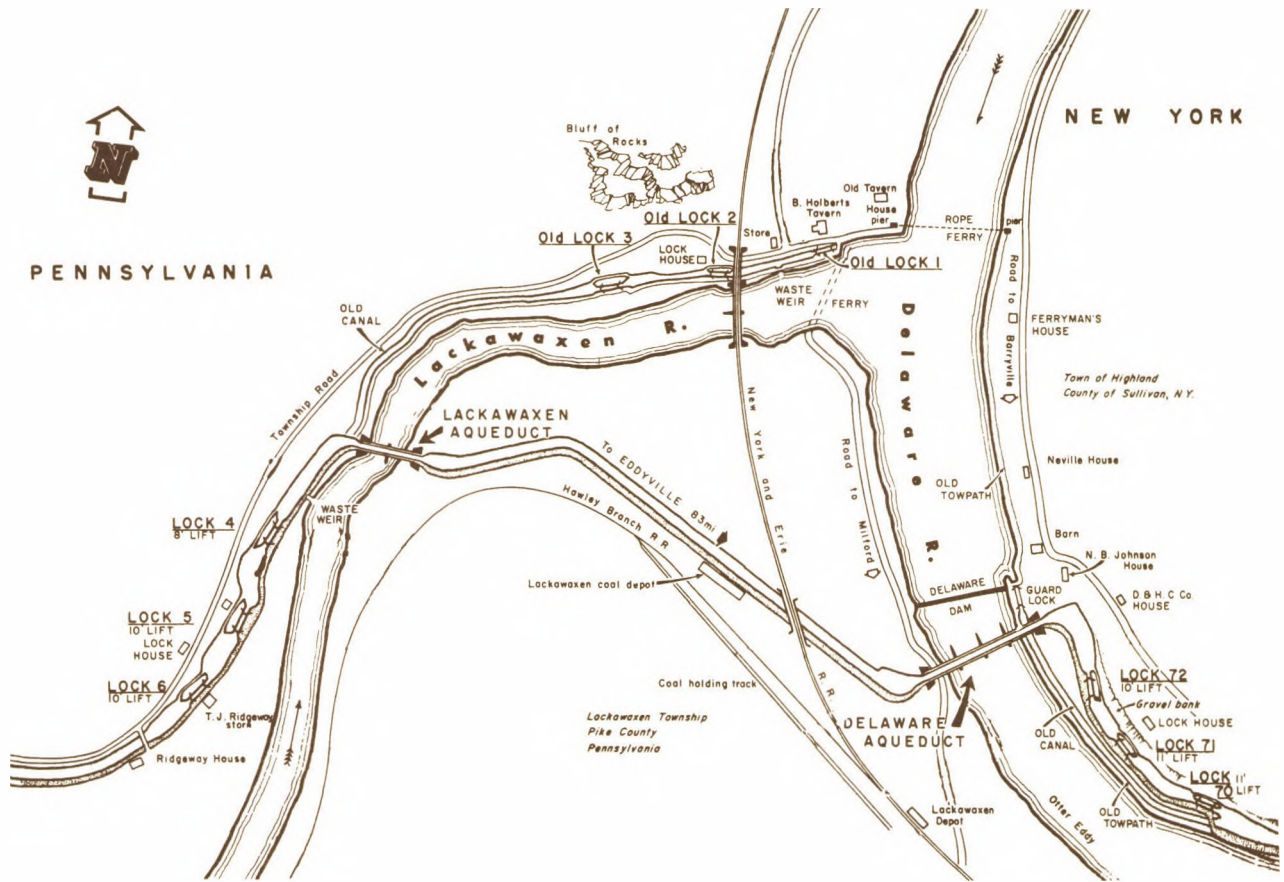 N
PENNSYLVANIA
NEW YORK
Bluff of
Rocks
Old LOCK 3
Old LOCK 2
LOCK
HOUSE
Store
B. Holberts
Tavern
Old Tavern
House
pier
ROPE
FERRY
pier
Old LOCK 1
WASTE
WEIR
FERRY
Road to Barryville
FERRYMAN'S
HOUSE
Town of Highland
County of Sullivan, N.Y.
OLD
CANAL
Township Road
Lackawaxen R.
Delaware R.
LACKAWAXEN
AQUEDUCT
To EDDYVILLE 83mi
Hawley Branch R R
New York and Erie R.R.
Road to Milford
OLD
TOWPATH
Neville House
Barn
N. B. Johnson
House
D. & H. C Co.
HOUSE
DELAWARE
DAM
GUARD
LOCK
WASTE
WEIR
LOCK 4
8' LIFT
LOCK 5
10' LIFT
LOCK
HOUSE
LOCK 6
10' LIFT
T. J. Ridgeway
store
Ridgeway House
Lackawaxen coal depot
Coal holding track
Lackawaxen Township
Pike County
Pennsylvania
DELAWARE
AQUEDUCT
OLD
CANAL
LOCK 72
10' LIFT
Gravel bank
LOCK HOUSE
LOCK 71
11' LIFT
LOCK 11'
70 LIFT
OLD
TOWPATH
Otter Eddy
Lackawaxen
Depot